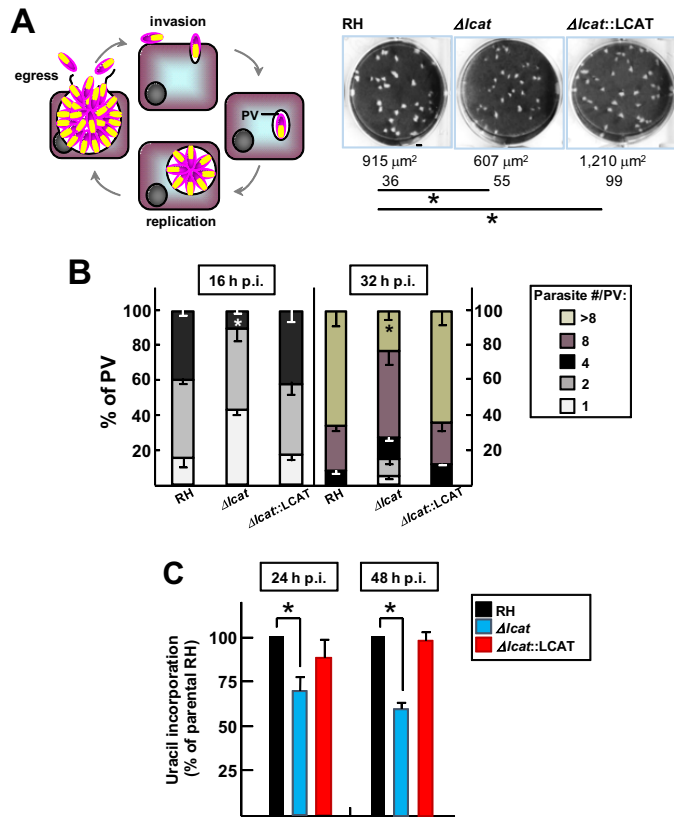 A
invasion
egress
PV
replication
RH
Δlcat
Δlcat::LCAT
915 µm²
607 µm²
1,210 µm²
36
55
99
*
*
B
16 h p.i.
32 h p.i.
% of PV
100
80
60
40
20
*
*
100
80
60
40
20
RH
Δlcat
Δlcat::LCAT
RH
Δlcat
Δlcat::LCAT
Parasite #/PV:
>8
8
4
2
1
C
24 h p.i.
48 h p.i.
Uracil incorporation
(% of parental RH)
100
75
50
25
*
*
RH
Δlcat
Δlcat::LCAT